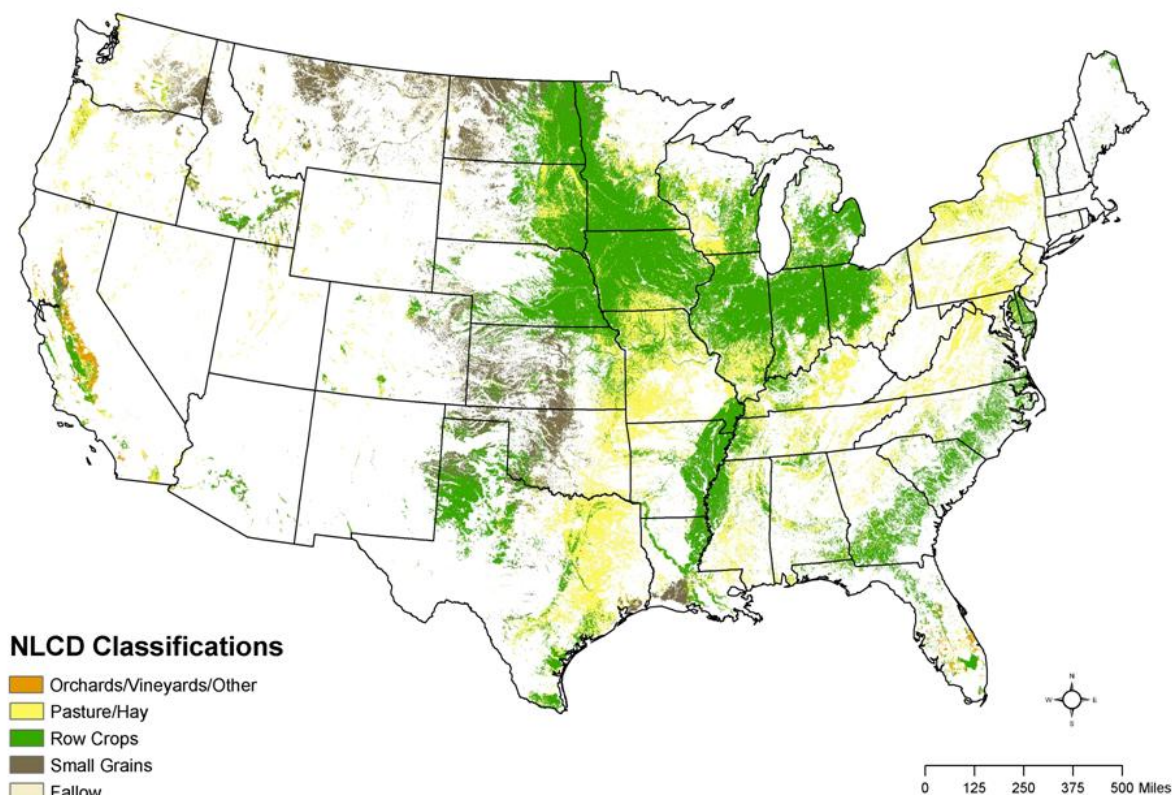 NLCD Classifications
Orchards/Vineyards/Other
Pasture/Hay
Row Crops
Small Grains
Fallow
N
W E
S
0 125 250 375 500 Miles